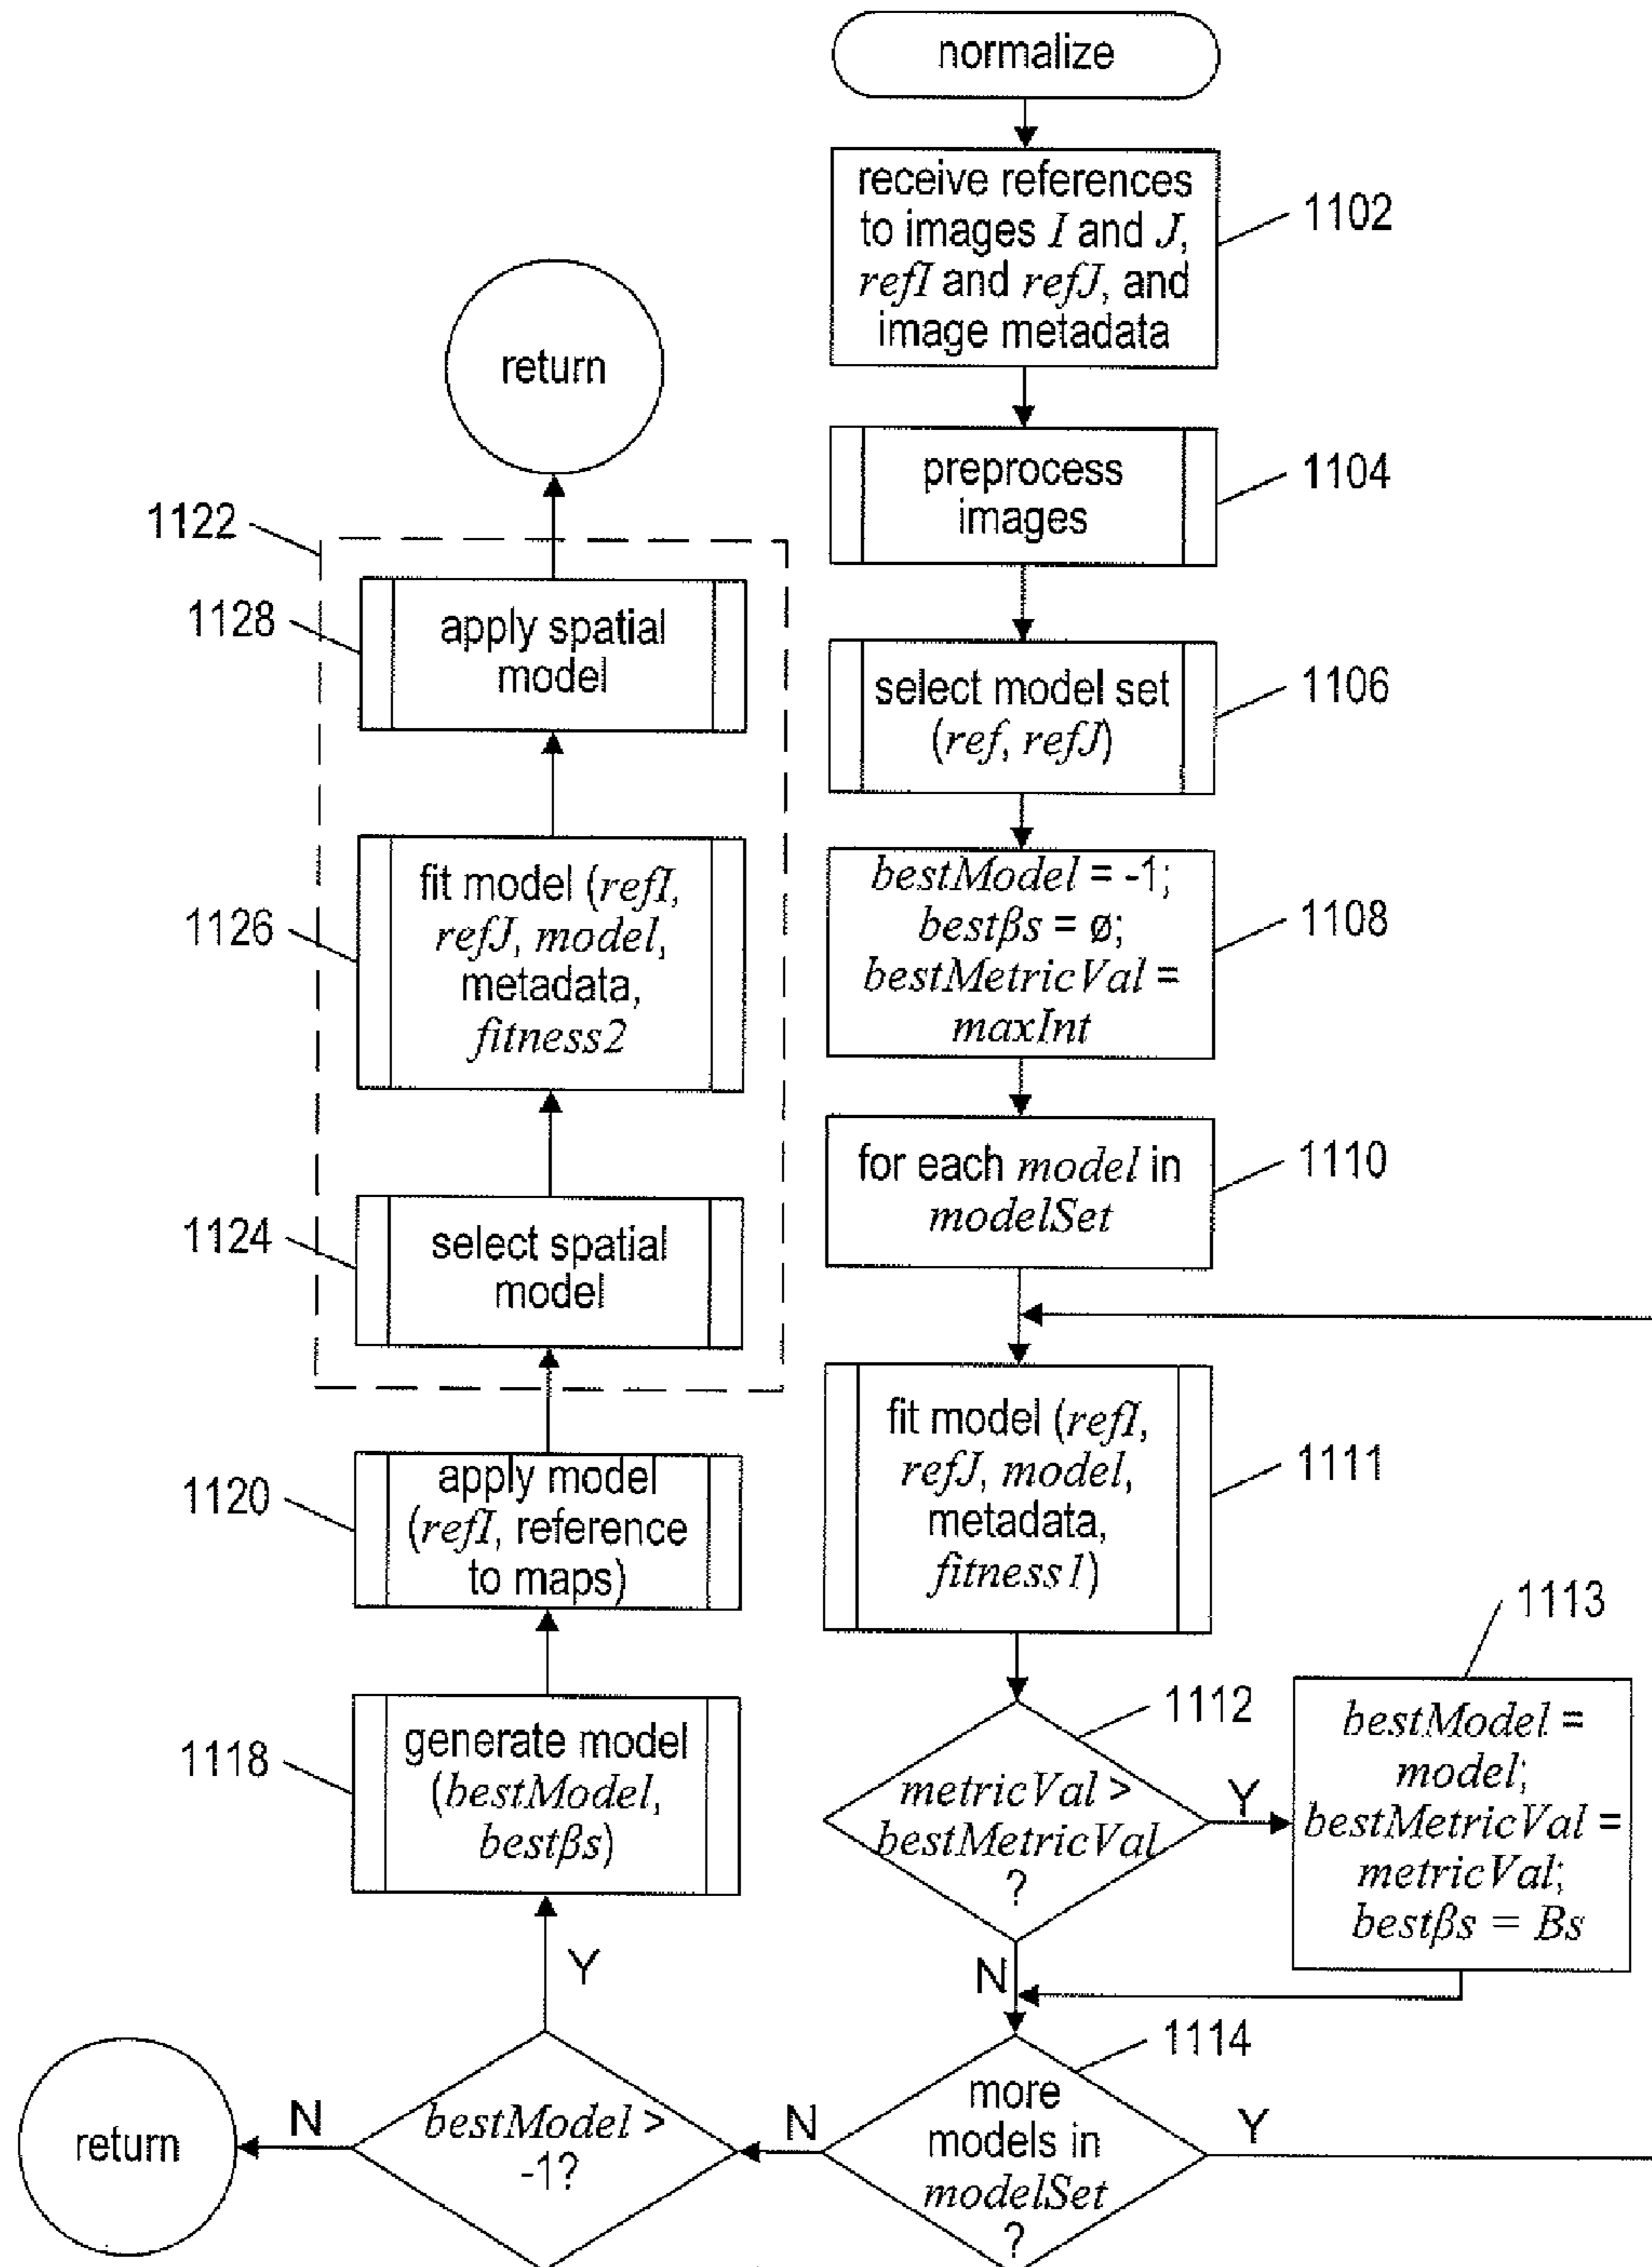 normalize
receive references
to images I and J,
refI and refJ, and
image metadata
1102
preprocess
images
1104
select model set
(ref, refJ)
1106
bestModel = -1;
bestβs = ø;
bestMetricVal =
maxInt
1108
for each model in
modelSet
1110
fit model (refI,
refJ, model,
metadata,
fitness1)
1111
metricVal >
bestMetricVal
?
1112
Y
N
bestModel =
model;
bestMetricVal =
metricVal;
bestβs = Bs
1113
more
models in
modelSet
?
1114
Y
N
bestModel >
-1?
N
Y
return
generate model
(bestModel,
bestβs)
1118
apply model
(refI, reference
to maps)
1120
select spatial
model
1124
fit model (refI,
refJ, model,
metadata,
fitness2
1126
apply spatial
model
1128
1122
return